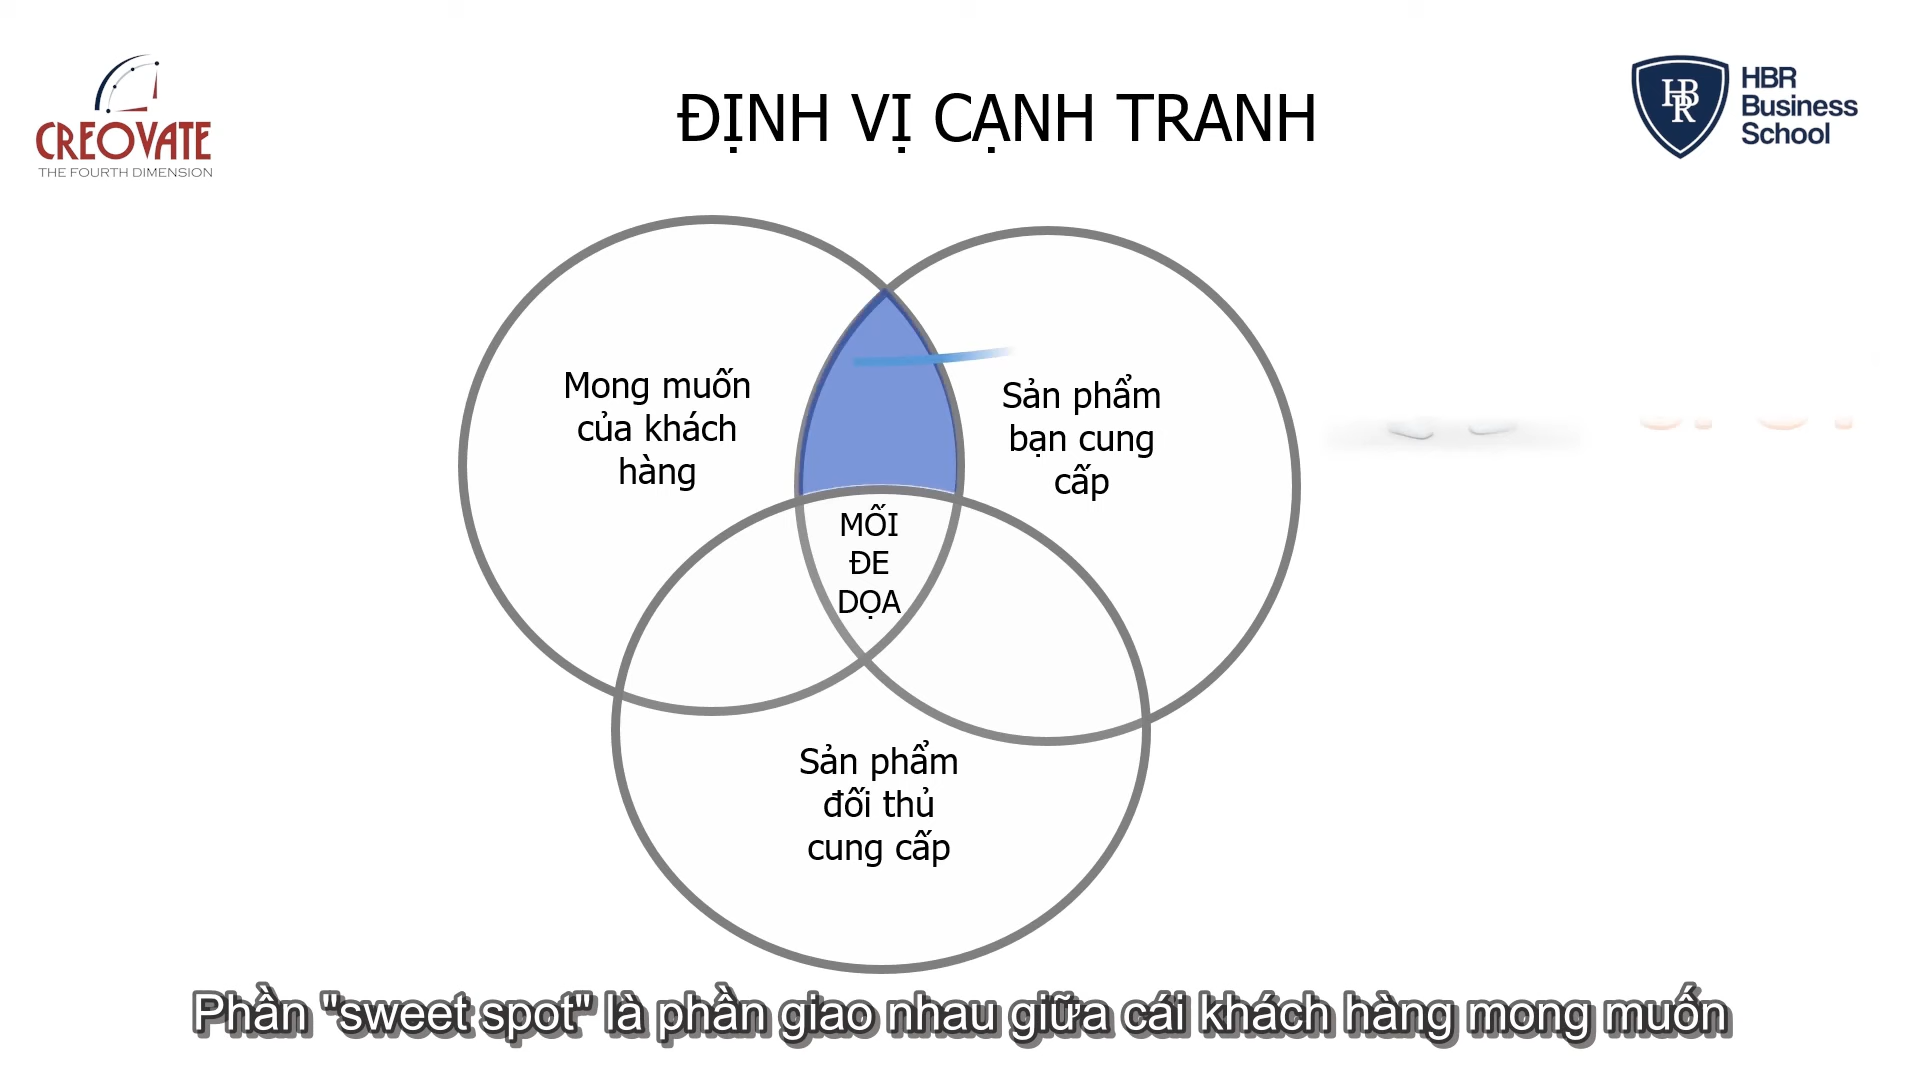 CREOVATE
THE FOURTH DIMENSION
ĐỊNH VỊ CẠNH TRANH
HBR
HBR
Business
School
Mong muốn
của khách
hàng
Sản phẩm
bạn cung
cấp
MỐI
ĐE
DỌA
Sản phẩm
đối thủ
cung cấp
Phần "sweet spot" là phần giao nhau giữa cái khách hàng mong muốn